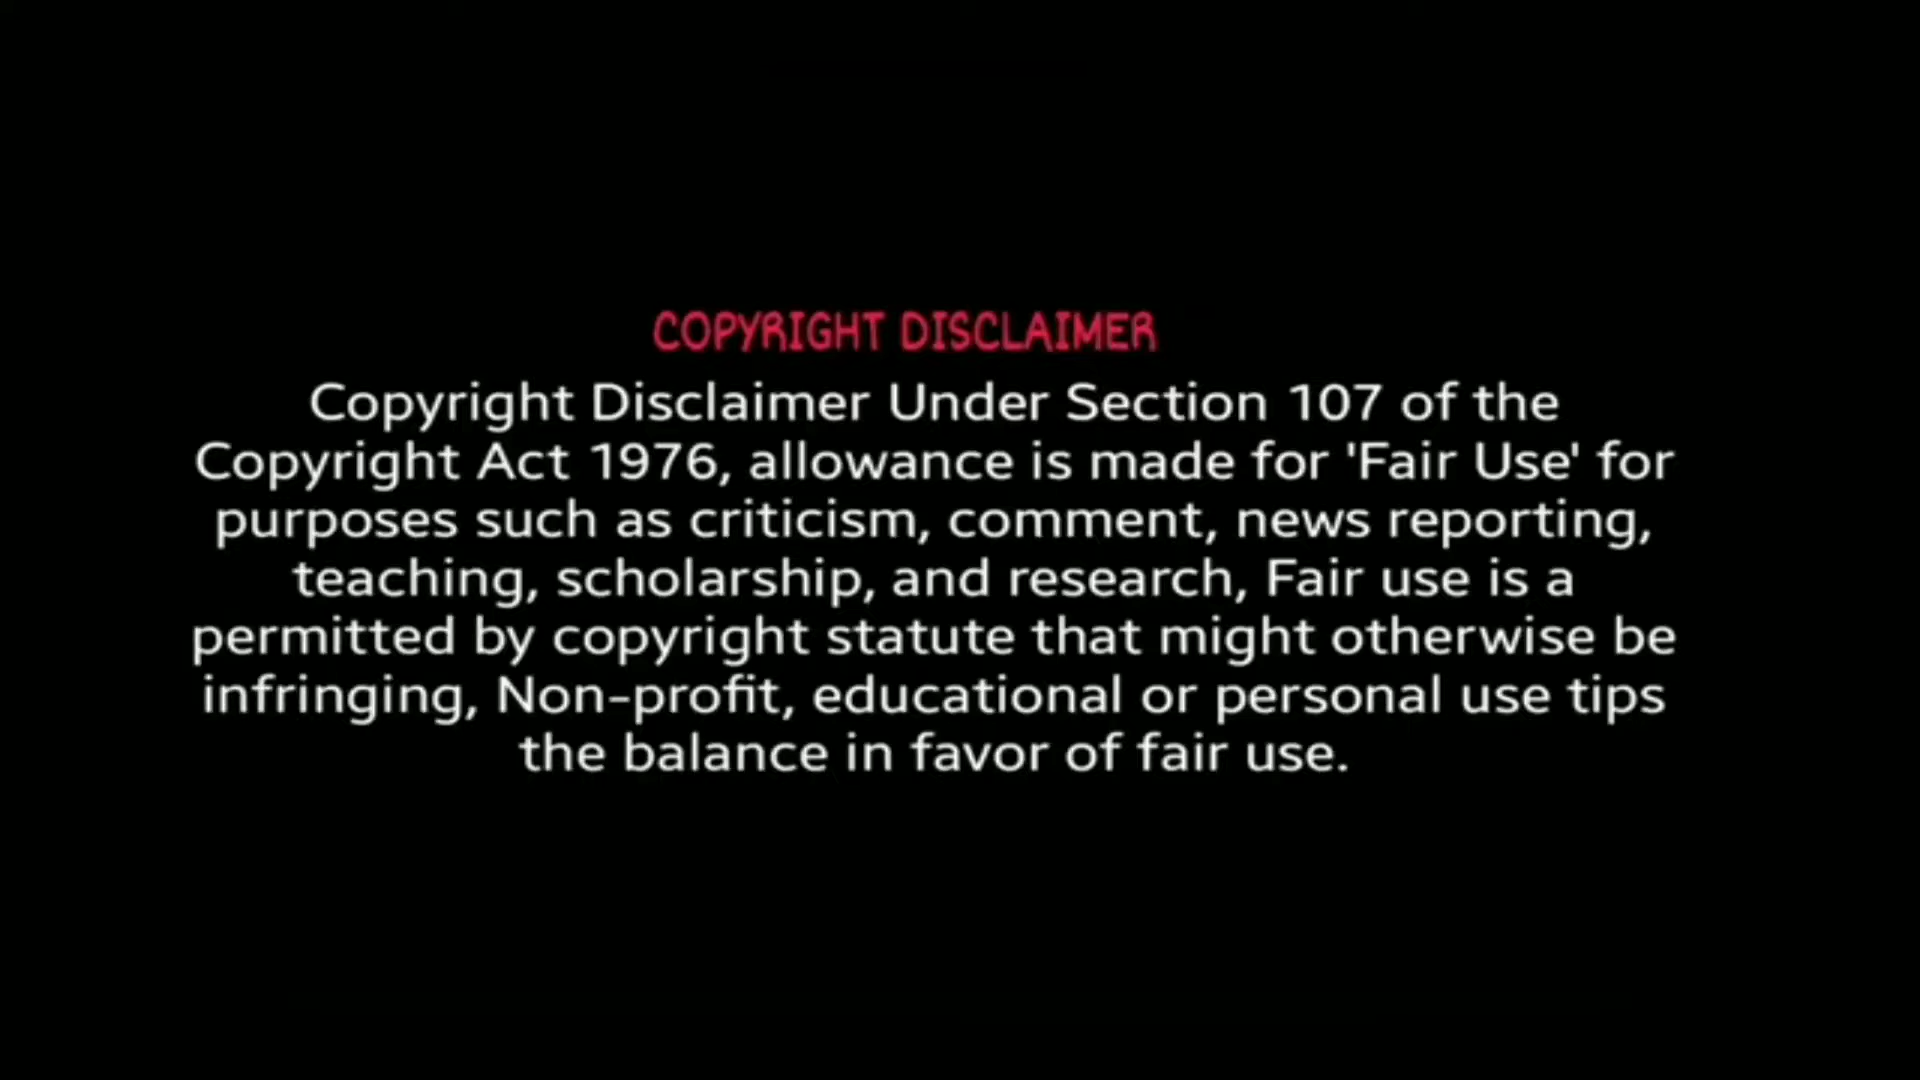 COPYRIGHT DISCLAIMER
Copyright Disclaimer Under Section 107 of the
Copyright Act 1976, allowance is made for 'Fair Use' for
purposes such as criticism, comment, news reporting,
teaching, scholarship, and research, Fair use is a
permitted by copyright statute that might otherwise be
infringing, Non-profit, educational or personal use tips
the balance in favor of fair use.